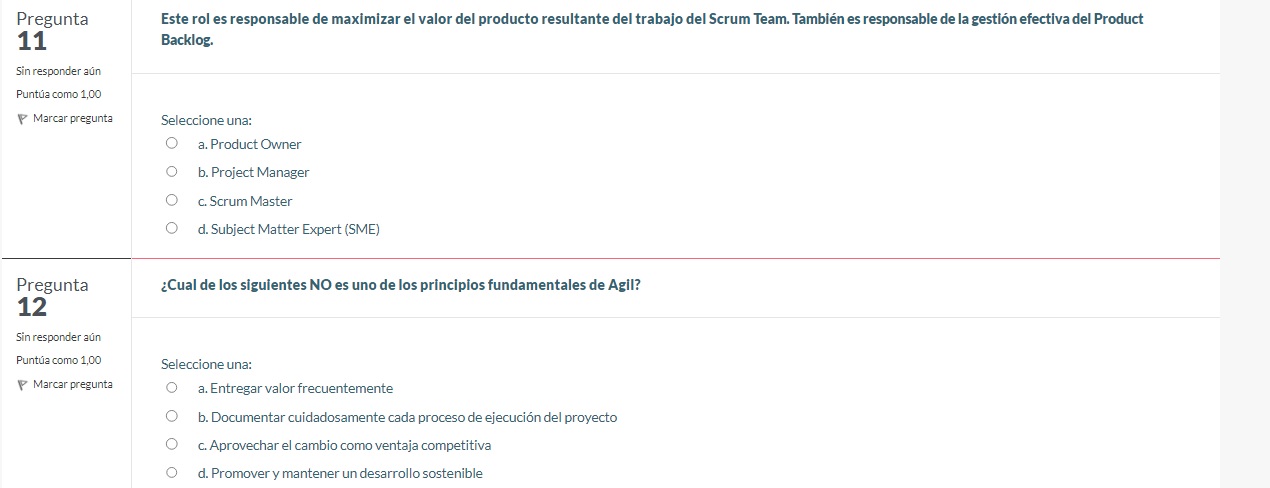 Pregunta
11
Sin responder aún
Puntúa como 1,00
Marcar pregunta
Este rol es responsable de maximizar el valor del producto resultante del trabajo del Scrum Team. También es responsable de la gestión efectiva del Product
Backlog.
Seleccione una:
a. Product Owner
b. Project Manager
c. Scrum Master
d. Subject Matter Expert (SME)
Pregunta
12
Sin responder aún
Puntúa como 1,00
Marcar pregunta
¿Cual de los siguientes NO es uno de los principios fundamentales de Agil?
Seleccione una:
a. Entregar valor frecuentemente
b. Documentar cuidadosamente cada proceso de ejecución del proyecto
c. Aprovechar el cambio como ventaja competitiva
d. Promover y mantener un desarrollo sostenible